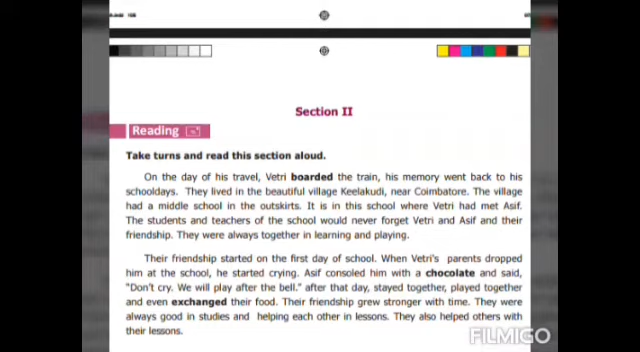 Section II
Reading
Take turns and read this section aloud.
On the day of his travel, Vetri boarded the train, his memory went back to his
schooldays. They lived in the beautiful village Keelakudi, near Coimbatore. The village
had a middle school in the outskirts. It is in this school where Vetri had met Asif.
The students and teachers of the school would never forget Vetri and Asif and their
friendship. They were always together in learning and playing.
Their friendship started on the first day of school. When Vetri's parents dropped
him at the school, he started crying. Asif consoled him with a chocolate and said,
"Don't cry. We will play after the bell." after that day, stayed together, played together
and even exchanged their food. Their friendship grew stronger with time. They were
always good in studies and helping each other in lessons. They also helped others with
their lessons.
FILMIGO